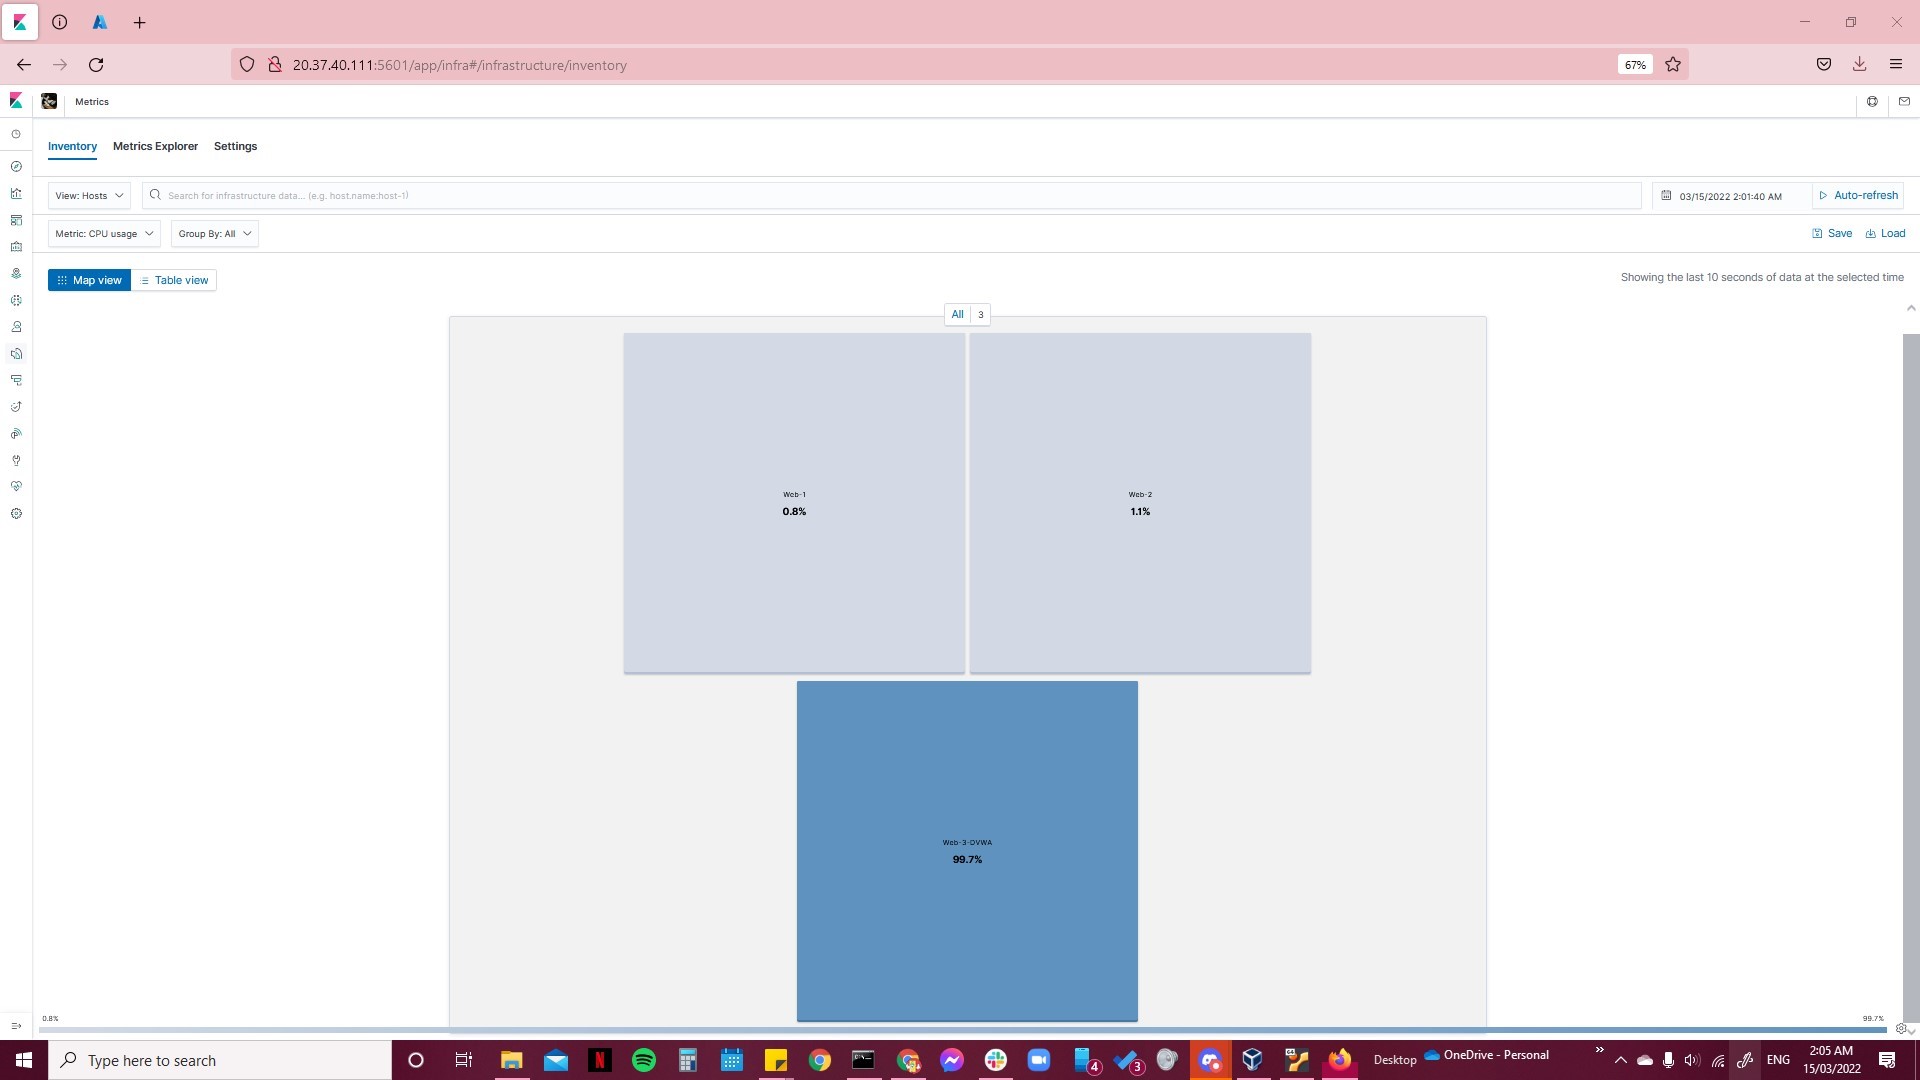 20.37.40.111:5601/app/infra#/infrastructure/inventory
67%
Metrics
Inventory Metrics Explorer Settings
View: Hosts
Search for infrastructure data... (e.g. host.name:host-1)
03/15/2022 2:01:40 AM
Auto-refresh
Metric: CPU usage
Group By: All
Save
Load
Map view
Table view
Showing the last 10 seconds of data at the selected time
All 3
Web-1
0.8%
Web-2
1.1%
Web-3-DVWA
99.7%
0.8%
99.7%
Type here to search
4
3
Desktop
OneDrive - Personal
ENG
2:05 AM
15/03/2022